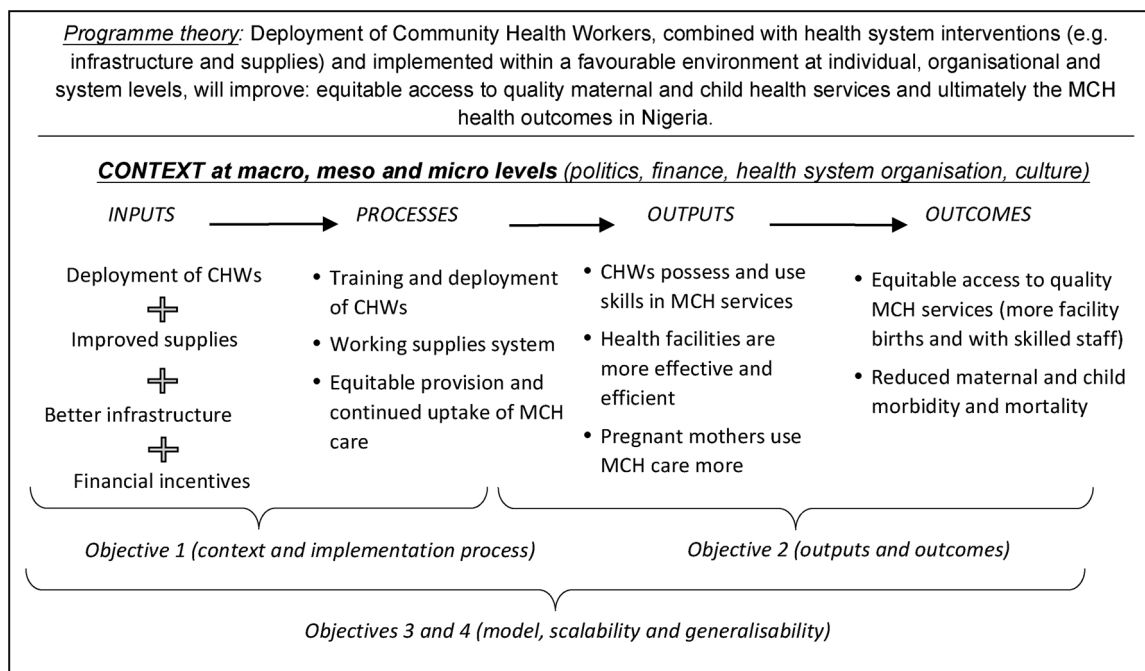 Programme theory: Deployment of Community Health Workers, combined with health system interventions (e.g.
infrastructure and supplies) and implemented within a favourable environment at individual, organisational and
system levels, will improve: equitable access to quality maternal and child health services and ultimately the MCH
health outcomes in Nigeria.
CONTEXT at macro, meso and micro levels (politics, finance, health system organisation, culture)
INPUTS
Deployment of CHWs
Improved supplies
Better infrastructure
Financial incentives
PROCESSES
• Training and deployment
of CHWs
• Working supplies system
• Equitable provision and
continued uptake of MCH
care
OUTPUTS
• CHWs possess and use
skills in MCH services
• Health facilities are
more effective and
efficient
• Pregnant mothers use
MCH care more
OUTCOMES
• Equitable access to quality
MCH services (more facility
births and with skilled staff)
• Reduced maternal and child
morbidity and mortality
Objective 1 (context and implementation process)
Objective 2 (outputs and outcomes)
Objectives 3 and 4 (model, scalability and generalisability)